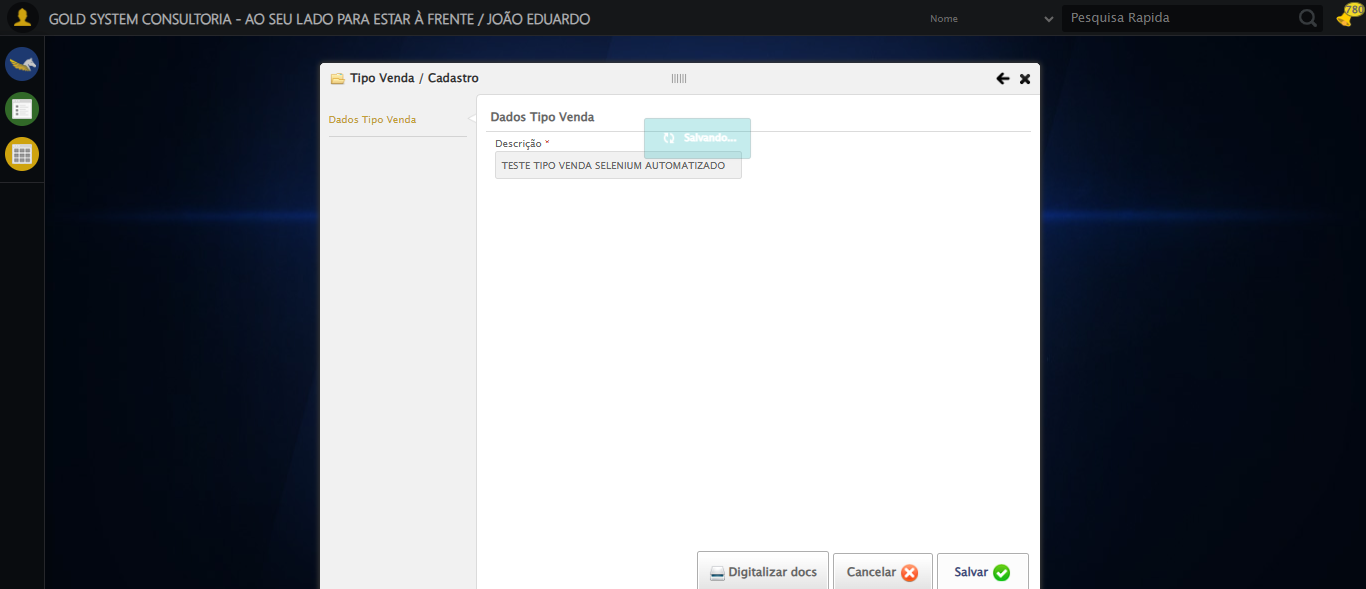 GOLD SYSTEM CONSULTORIA - AO SEU LADO PARA ESTAR À FRENTE / JOÃO EDUARDO
Nome
Pesquisa Rapida
780
Tipo Venda / Cadastro
Dados Tipo Venda
Dados Tipo Venda
Salvando...
Descrição *
TESTE TIPO VENDA SELENIUM AUTOMATIZADO
Digitalizar docs
Cancelar
Salvar